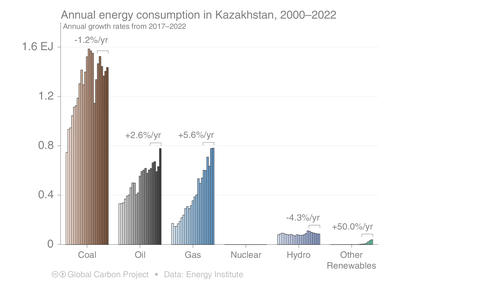 Annual energy consumption in Kazakhstan, 2000–2022
Annual growth rates from 2017–2022
1.6 EJ
1.2
0.8
0.4
0
-1.2%/yr
+2.6%/yr
+5.6%/yr
-4.3%/yr
+50.0%/yr
Coal
Oil
Gas
Nuclear
Hydro
Other
Renewables
Global Carbon Project • Data: Energy Institute